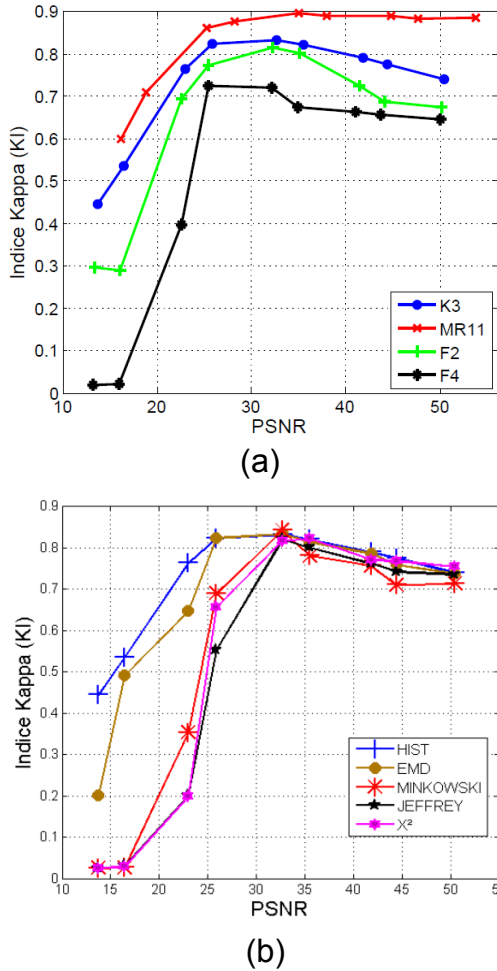 0.9
0.8
0.7
0.6
0.5
0.4
0.3
0.2
0.1
0
Indice Kappa (KI)
10 20 30 40 50
PSNR
K3
MR11
F2
F4
(a)
0.9
0.8
0.7
0.6
0.5
0.4
0.3
0.2
0.1
0
Indice Kappa (KI)
10 15 20 25 30 35 40 45 50 55
PSNR
HIST
EMD
MINKOWSKI
JEFFREY
X²
(b)